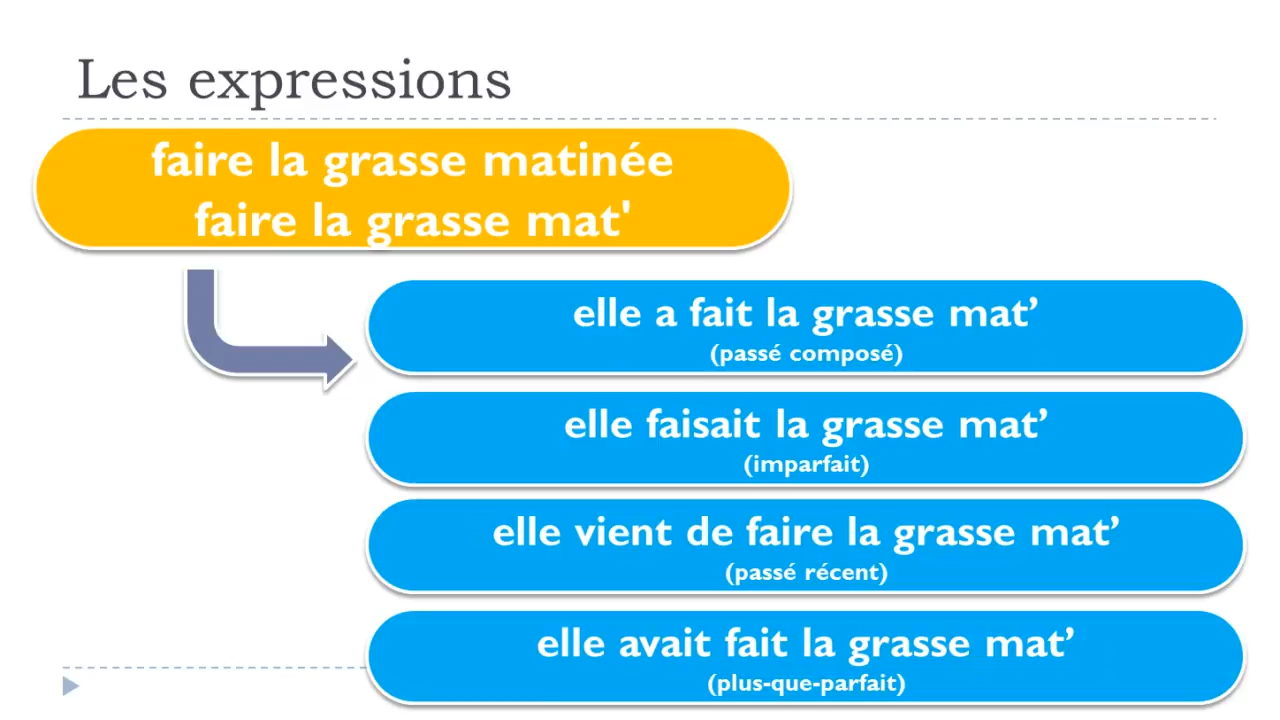 Les expressions
faire la grasse matinée
faire la grasse mat'
elle a fait la grasse mat’
(passé composé)
elle faisait la grasse mat’
(imparfait)
elle vient de faire la grasse mat’
(passé récent)
elle avait fait la grasse mat’
(plus-que-parfait)